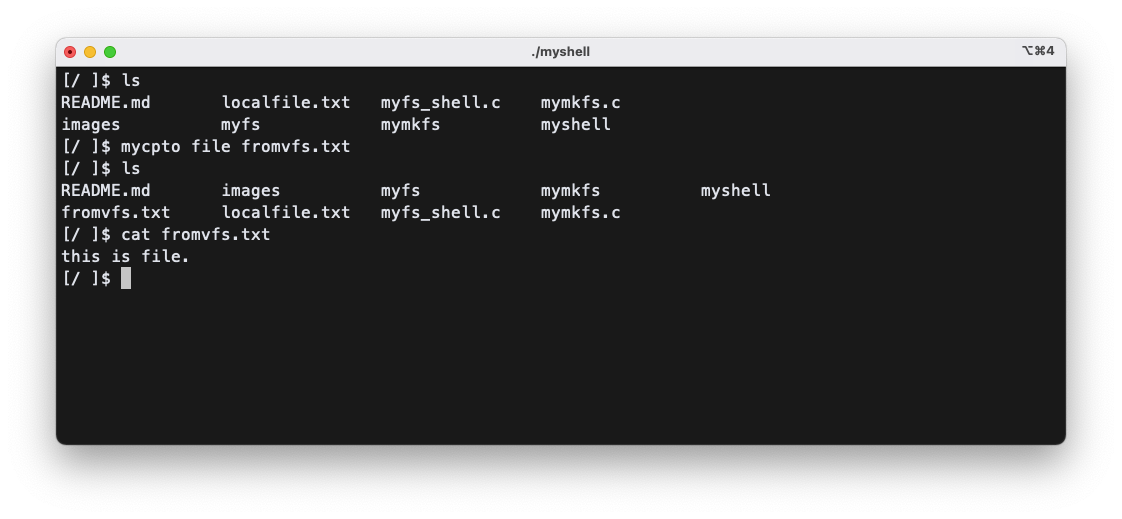 ./myshell ⌥⌘4
[/ ]$ ls
README.md localfile.txt myfs_shell.c mymkfs.c
images myfs mymkfs myshell
[/ ]$ mycpto file fromvfs.txt
[/ ]$ ls
README.md images myfs mymkfs myshell
fromvfs.txt localfile.txt myfs_shell.c mymkfs.c
[/ ]$ cat fromvfs.txt
this is file.
[/ ]$